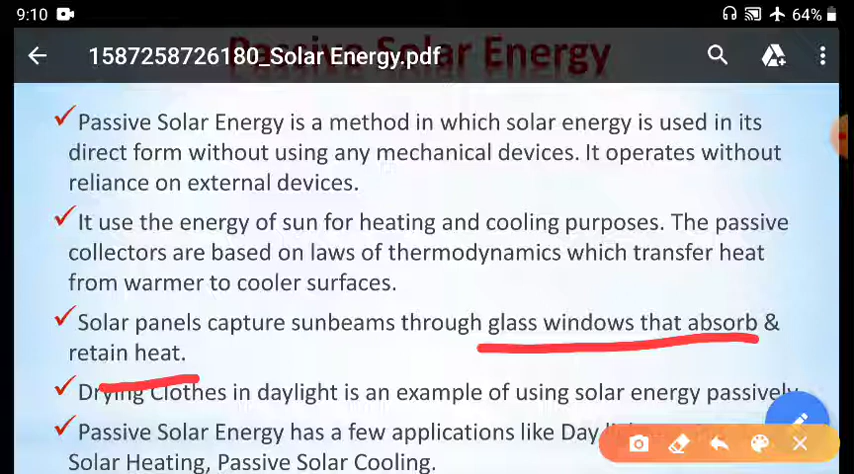 9:10 64%
Passive Solar Energy
1587258726180_Solar Energy.pdf
Passive Solar Energy is a method in which solar energy is used in its
direct form without using any mechanical devices. It operates without
reliance on external devices.
It use the energy of sun for heating and cooling purposes. The passive
collectors are based on laws of thermodynamics which transfer heat
from warmer to cooler surfaces.
Solar panels capture sunbeams through glass windows that absorb &
retain heat.
Drying Clothes in daylight is an example of using solar energy passively.
Passive Solar Energy has a few applications like Day
Solar Heating, Passive Solar Cooling.